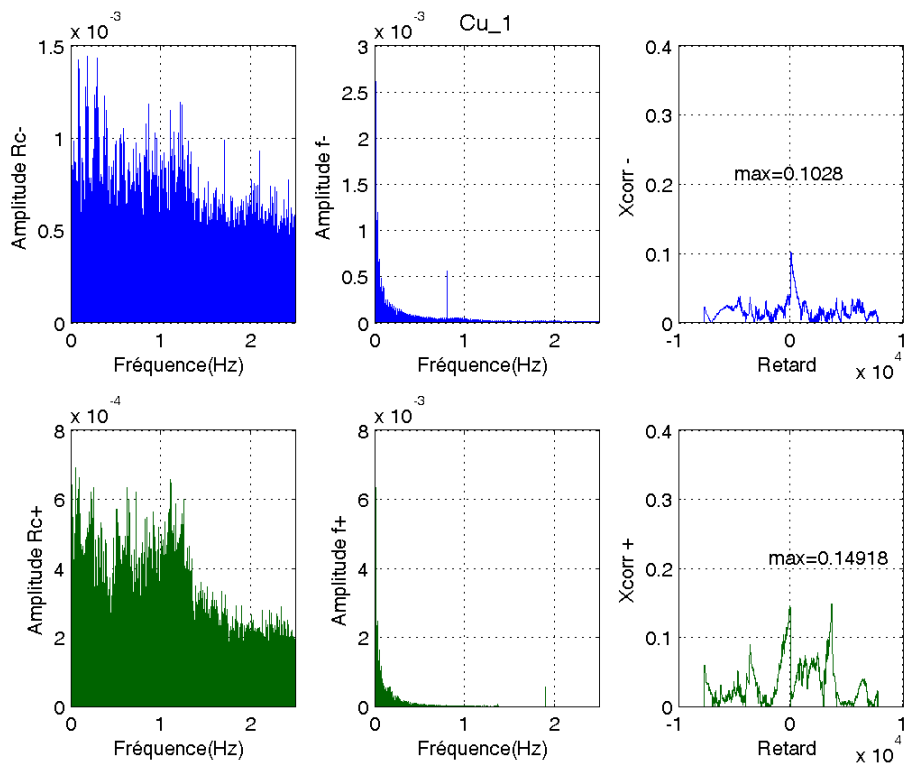 Cu_1
x 10^-3
1.5
1
0.5
0
Amplitude Rc-
0 1 2
Fréquence(Hz)
x 10^-3
3
2.5
2
1.5
1
0.5
0
Amplitude f-
0 1 2
Fréquence(Hz)
0.4
0.3
0.2
0.1
0
Xcorr -
max=0.1028
-1 0 1
Retard
x 10^4
x 10^-4
8
6
4
2
0
Amplitude Rc+
0 1 2
Fréquence(Hz)
x 10^-3
8
6
4
2
0
Amplitude f+
0 1 2
Fréquence(Hz)
0.4
0.3
0.2
0.1
0
Xcorr +
max=0.14918
-1 0 1
Retard
x 10^4